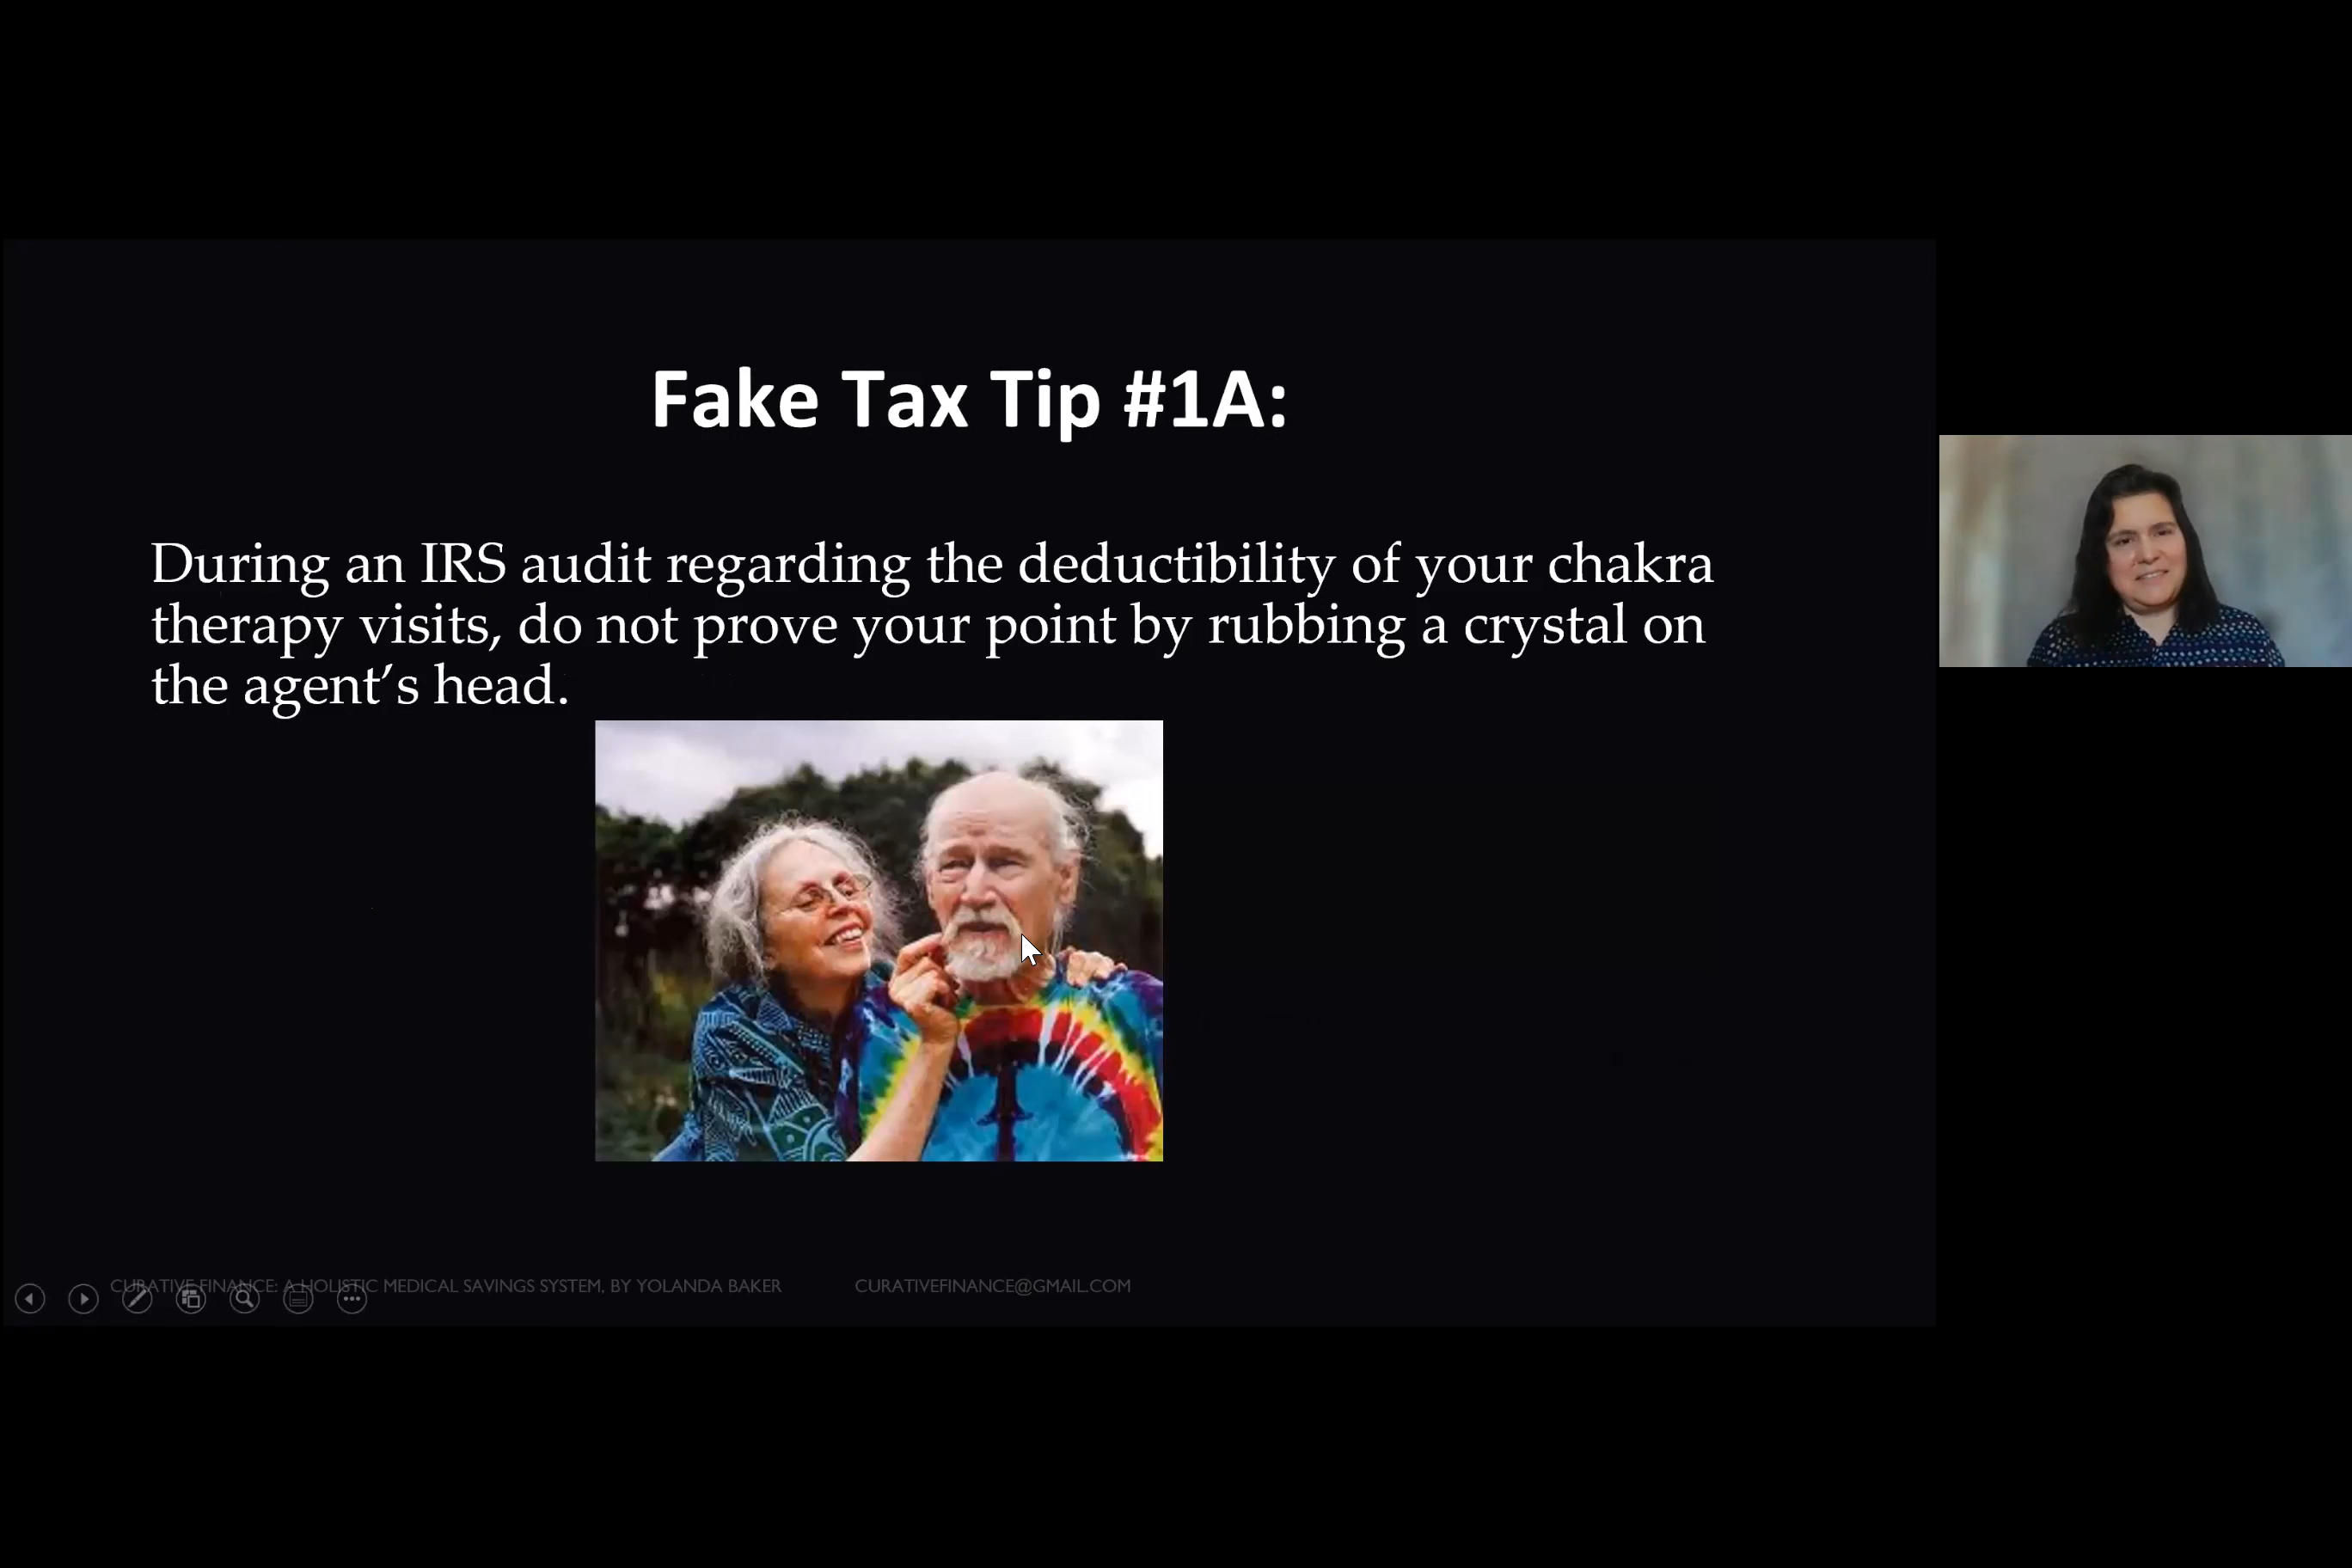 Fake Tax Tip #1A:
During an IRS audit regarding the deductibility of your chakra
therapy visits, do not prove your point by rubbing a crystal on
the agent’s head.
CURATIVE FINANCE: A HOLISTIC MEDICAL SAVINGS SYSTEM, BY YOLANDA BAKER CURATIVEFINANCE@GMAIL.COM